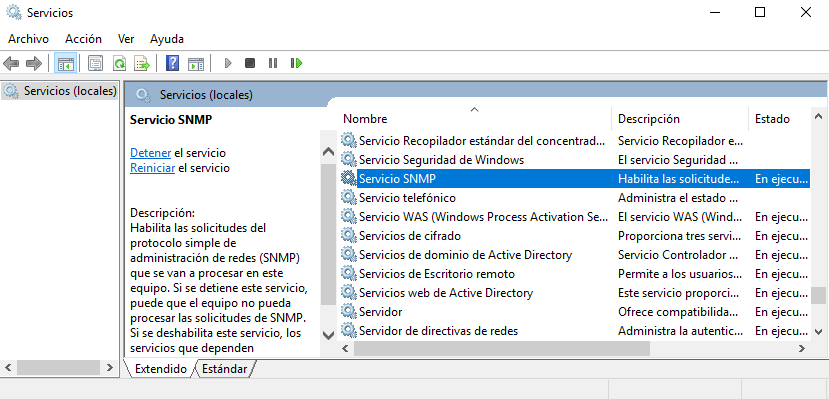 Servicios
Archivo Acción Ver Ayuda
Servicios (locales)
Servicios (locales)
Servicio SNMP
Detener el servicio
Reiniciar el servicio
Descripción:
Habilita las solicitudes del
protocolo simple de
administración de redes (SNMP)
que se van a procesar en este
equipo. Si se detiene este servicio,
puede que el equipo no pueda
procesar las solicitudes de SNMP.
Si se deshabilita este servicio, los
servicios que dependen
Nombre Descripción Estado
Servicio Recopilador estándar del concentrad... Servicio Recopilador e...
Servicio Seguridad de Windows El servicio Seguridad ...
Servicio SNMP Habilita las solicitude... En ejecu...
Servicio telefónico Administra el estado ...
Servicio WAS (Windows Process Activation Se... El servicio WAS (Wind... En ejecu...
Servicios de cifrado Proporciona tres servi... En ejecu...
Servicios de dominio de Active Directory Servicio Controlador ... En ejecu...
Servicios de Escritorio remoto Permite a los usuarios... En ejecu...
Servicios web de Active Directory Este servicio proporci... En ejecu...
Servidor Ofrece compatibilida... En ejecu...
Servidor de directivas de redes Administra la autentic... En ejecu...
Extendido Estándar